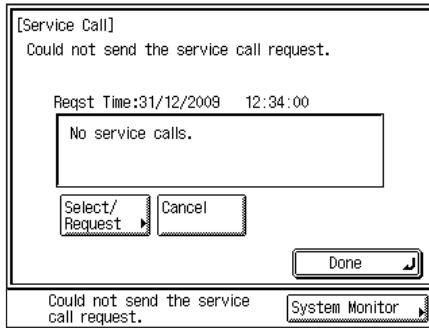 [Service Call]
Could not send the service call request.
Reqst Time:31/12/2009 12:34:00
No service calls.
Select/
Request
Cancel
Done
Could not send the service
call request.
System Monitor